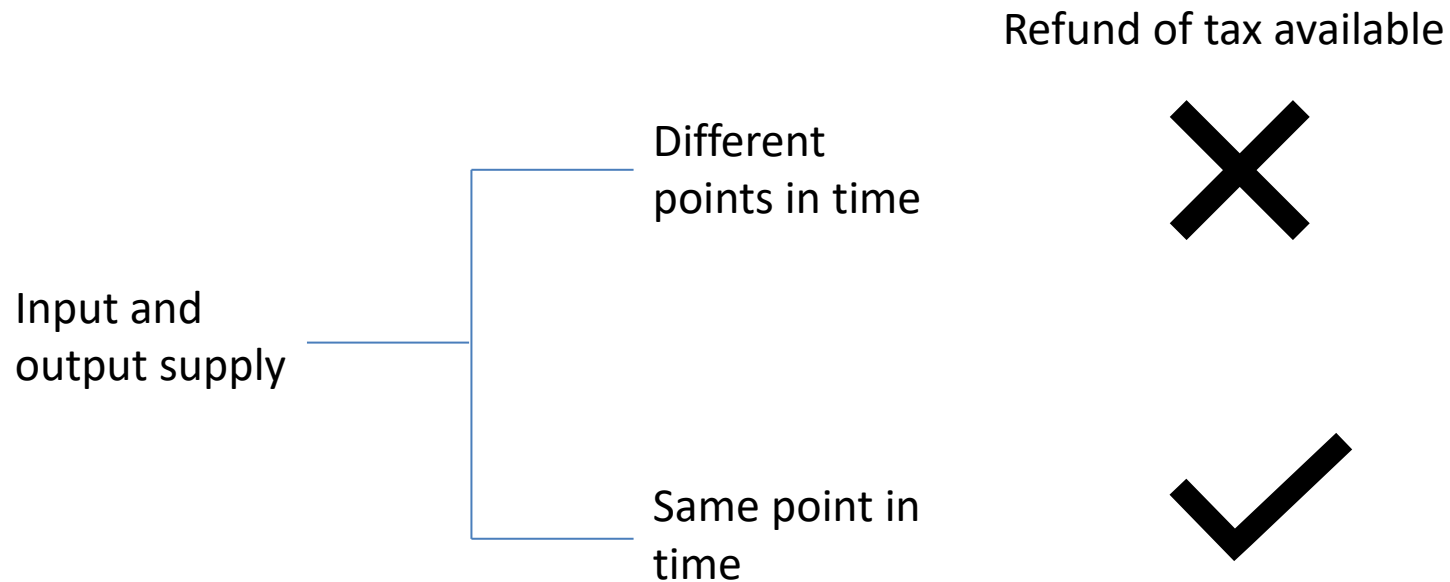 Refund of tax available
Different
points in time
Input and
output supply
Same point in
time